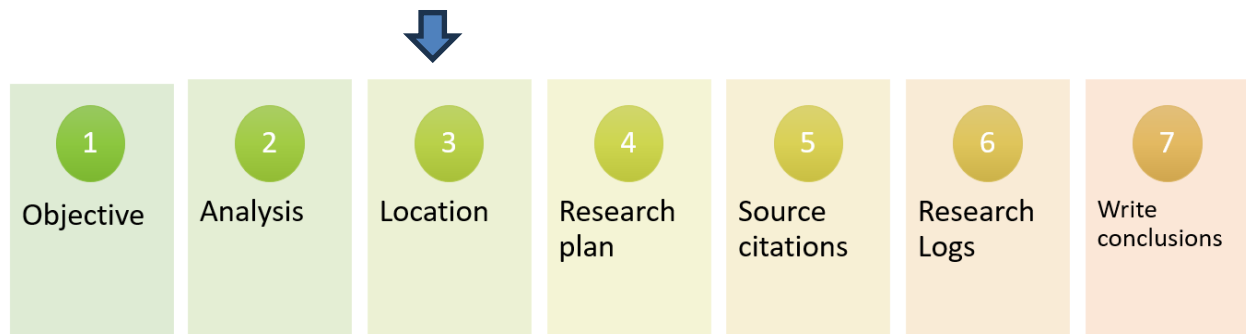 1
Objective
2
Analysis
3
Location
4
Research
plan
5
Source
citations
6
Research
Logs
7
Write
conclusions